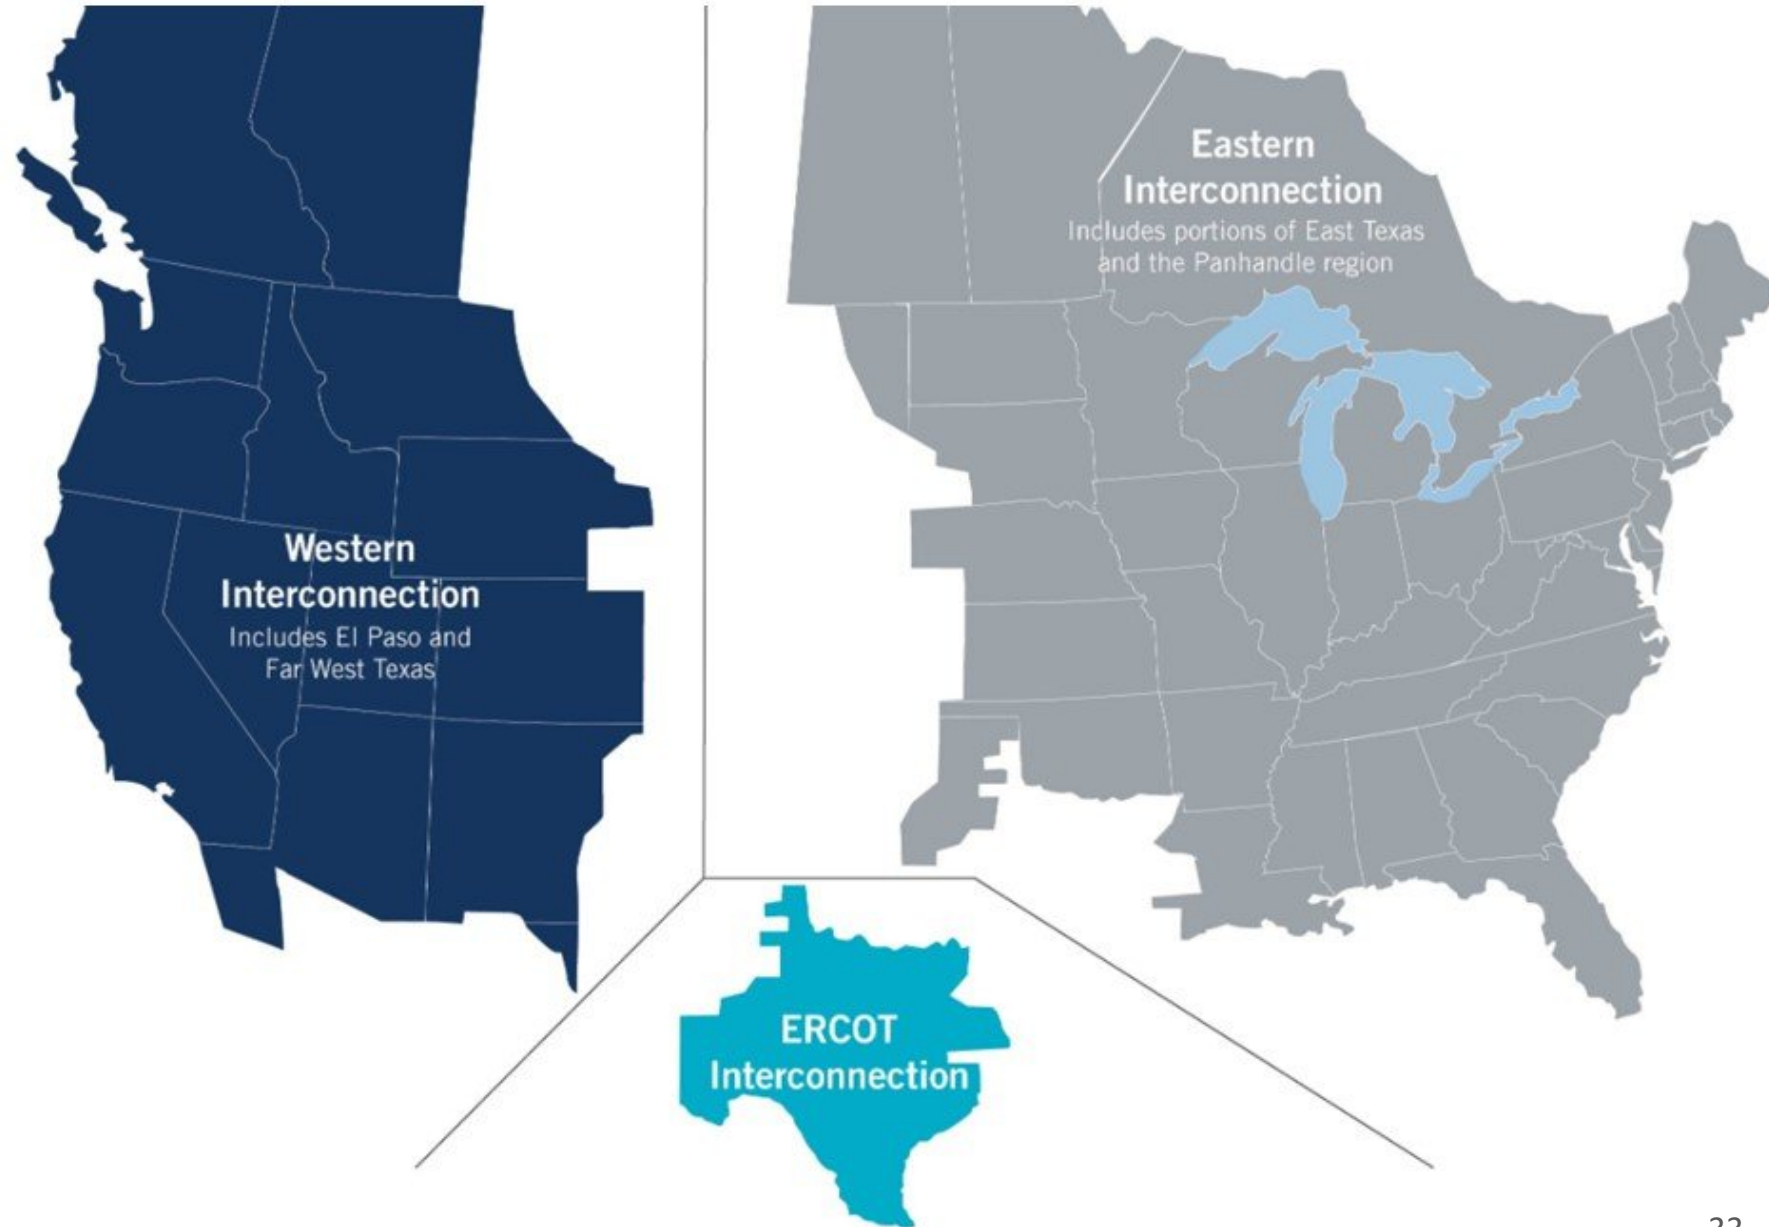 Western
Interconnection
Includes El Paso and
Far West Texas
Eastern
Interconnection
Includes portions of East Texas
and the Panhandle region
ERCOT
Interconnection